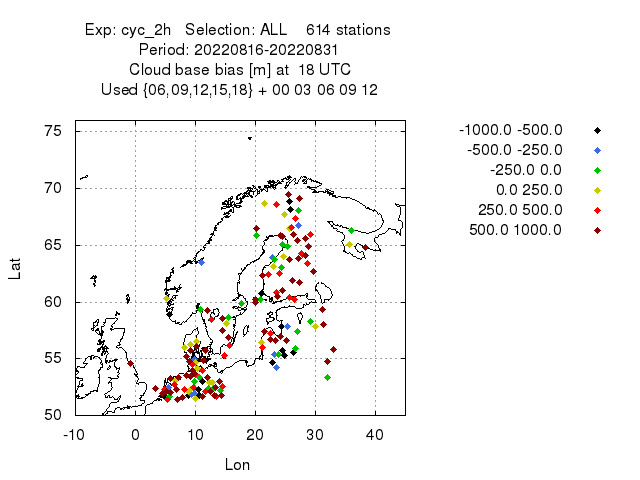 Exp: cyc_2h Selection: ALL 614 stations
Period: 20220816-20220831
Cloud base bias [m] at 18 UTC
Used {06,09,12,15,18} + 00 03 06 09 12
-1000.0 -500.0
-500.0 -250.0
-250.0 0.0
0.0 250.0
250.0 500.0
500.0 1000.0
75
70
65
60
55
50
Lat
-10 0 10 20 30 40
Lon